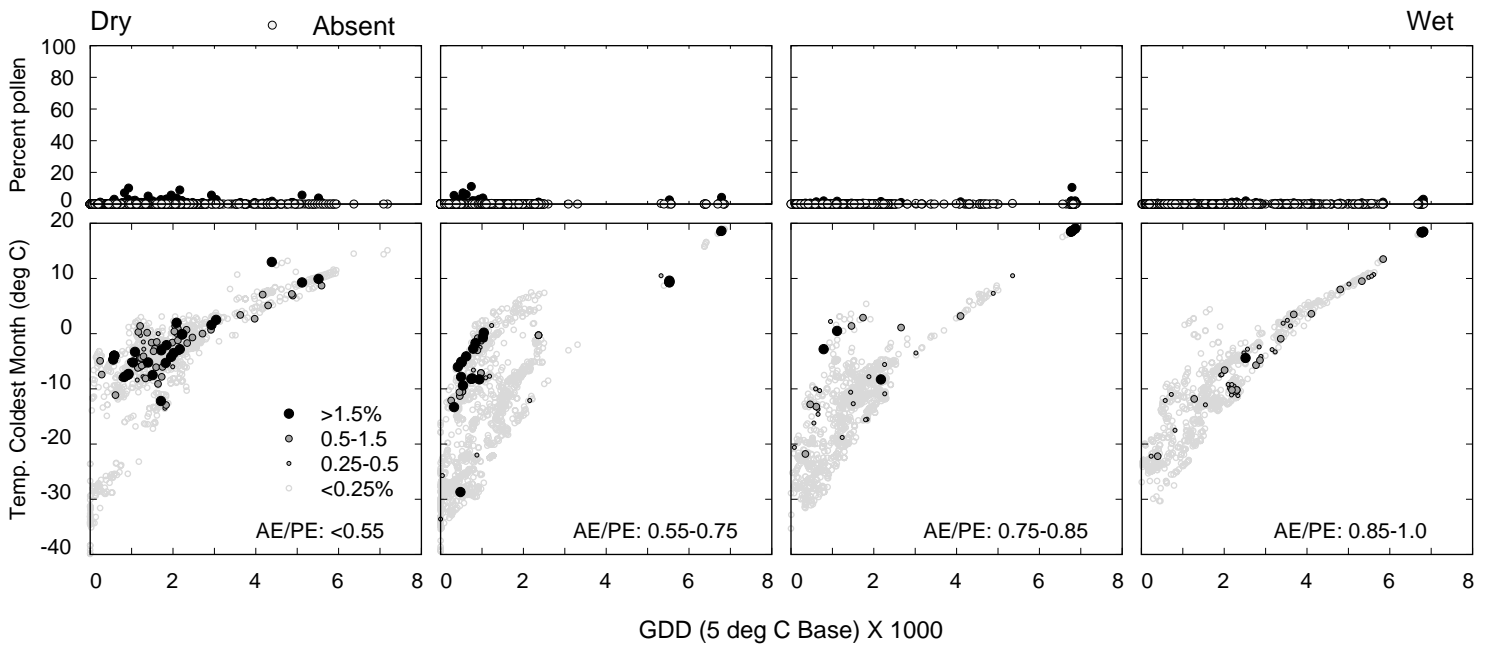 Dry
Absent
Wet
Percent pollen
100
80
60
40
20
0
Temp. Coldest Month (deg C)
20
10
0
-10
-20
-30
-40
>1.5%
0.5-1.5
0.25-0.5
<0.25%
AE/PE: <0.55
AE/PE: 0.55-0.75
AE/PE: 0.75-0.85
AE/PE: 0.85-1.0
0 2 4 6 8
0 2 4 6 8
0 2 4 6 8
0 2 4 6 8
GDD (5 deg C Base) X 1000